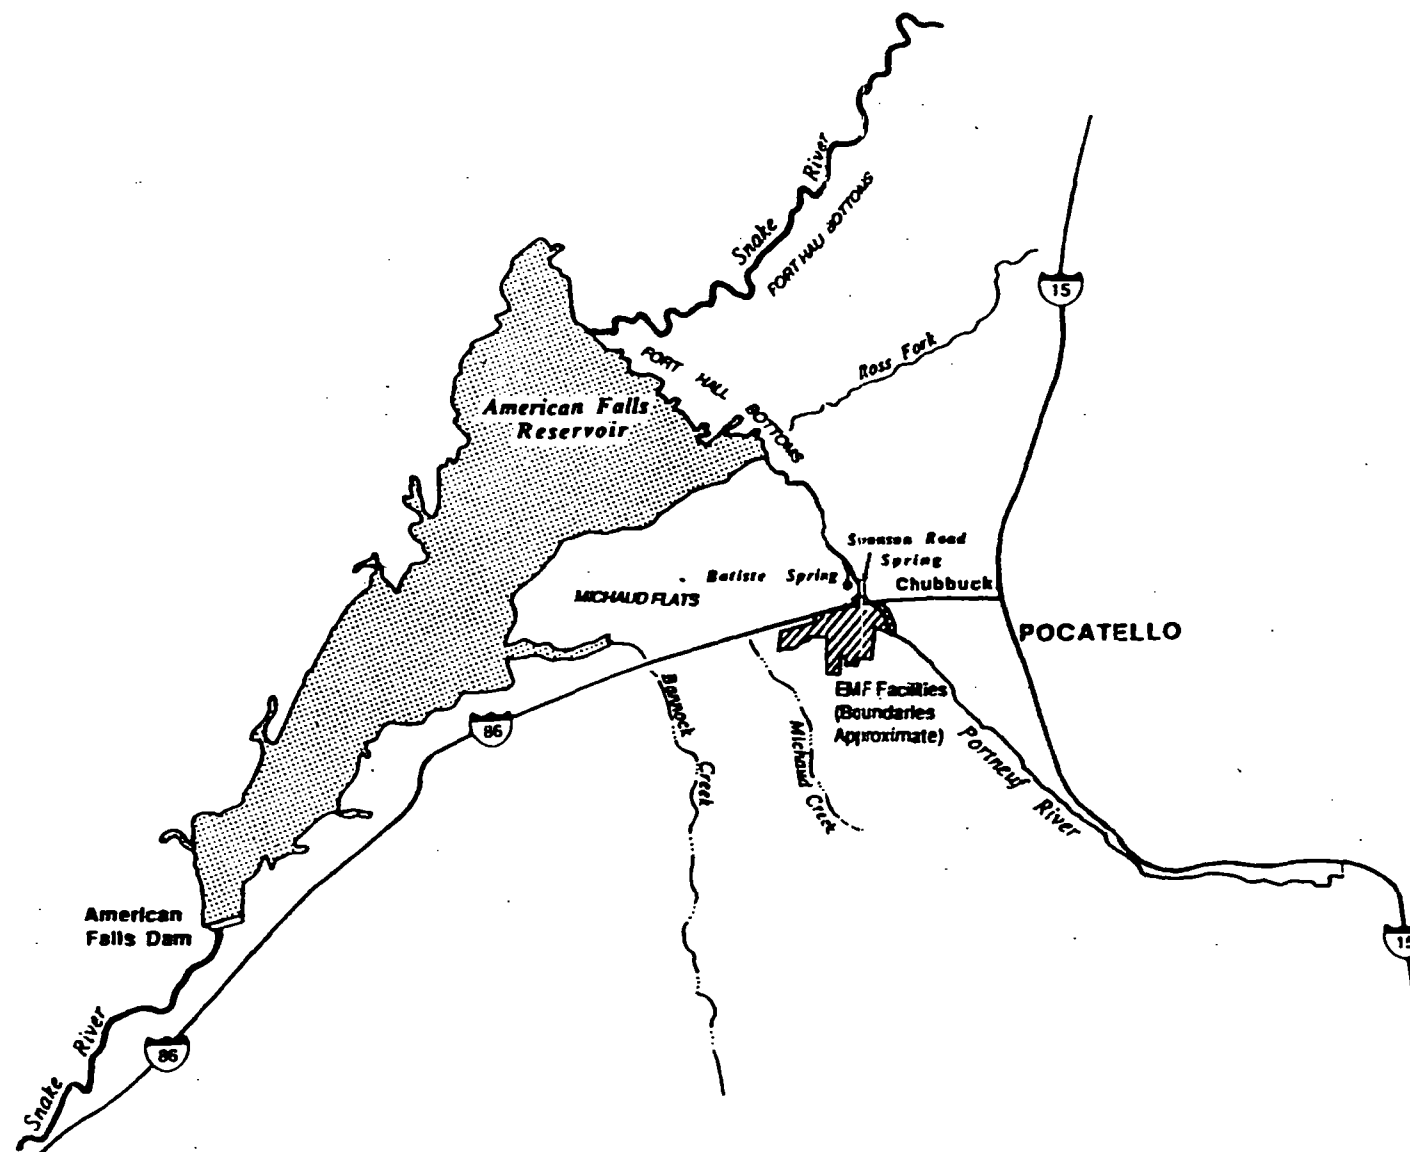 Snake River
FORT HALL BOTTOMS
15
Ross Fork
FORT HALL BOTTOMS
American Falls
Reservoir
Swanson Road
Spring
Batiste Spring
Chubbuck
MICHAUD FLATS
POCATELLO
EMF Facilities
(Boundaries
Approximate)
86
Bannock Creek
Michaud Creek
Portneuf River
American
Falls Dam
15
Snake River
86